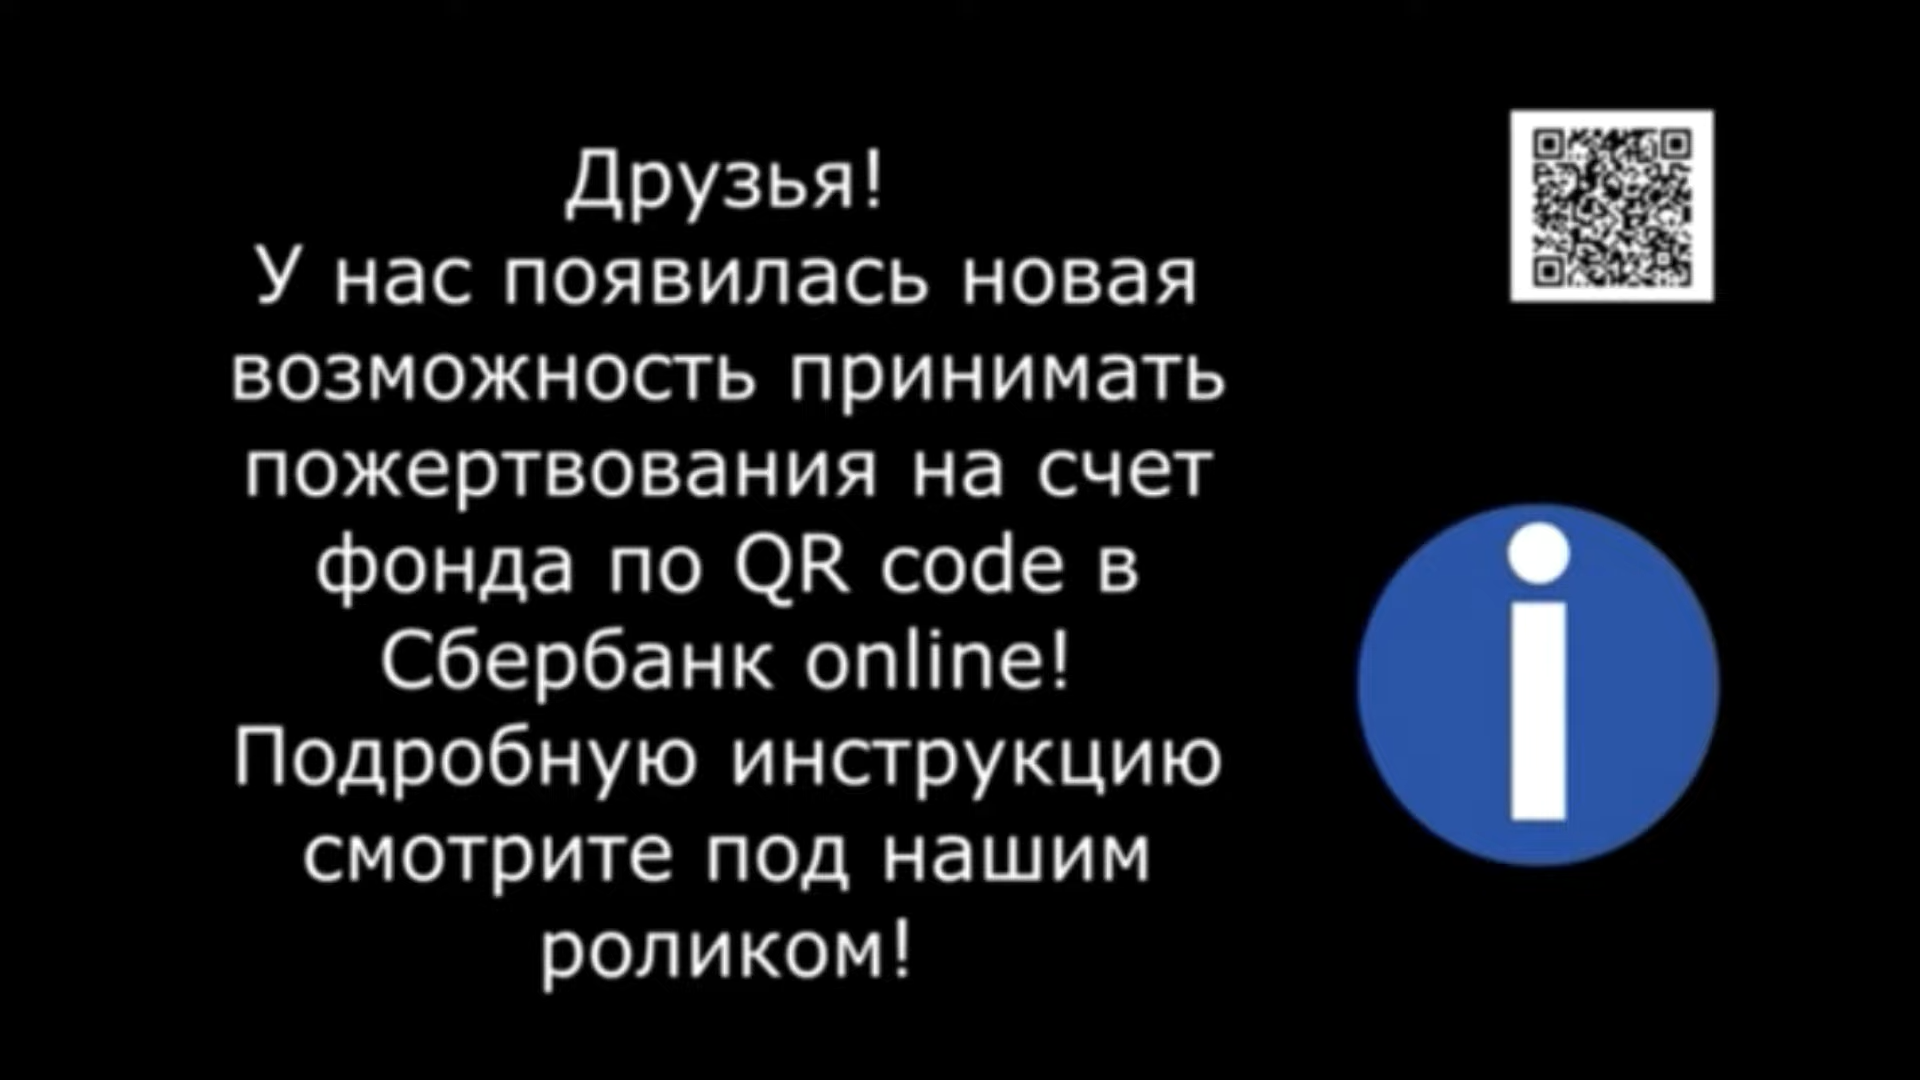 Друзья!
У нас появилась новая
возможность принимать
пожертвования на счет
фонда по QR code в
Сбербанк online!
Подробную инструкцию
смотрите под нашим
роликом!
i